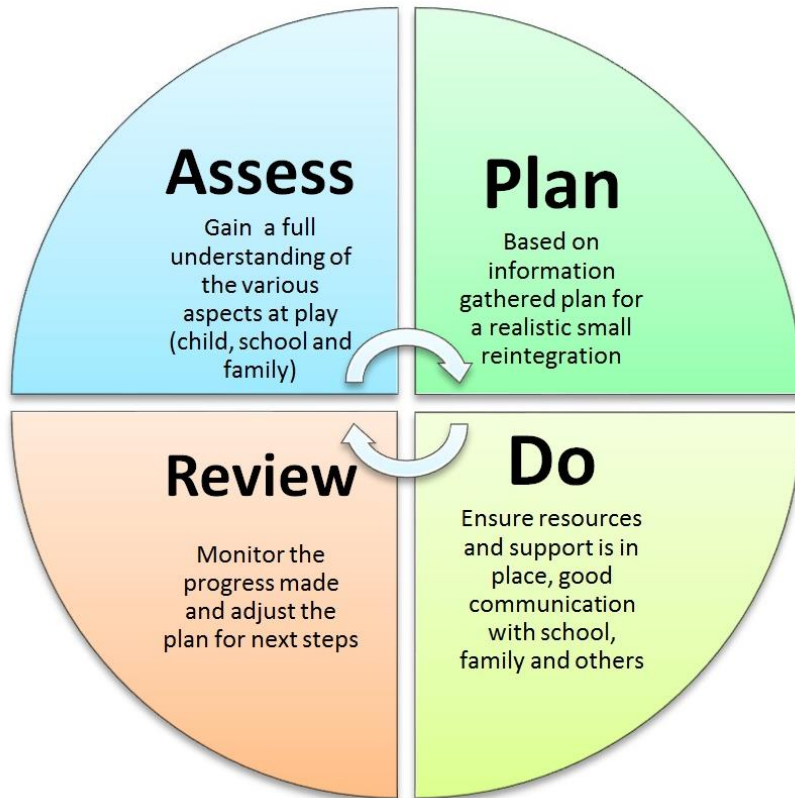 Assess
Gain a full
understanding of
the various
aspects at play
(child, school and
family)
Plan
Based on
information
gathered plan for
a realistic small
reintegration
Do
Ensure resources
and support is in
place, good
communication
with school,
family and others
Review
Monitor the
progress made
and adjust the
plan for next steps